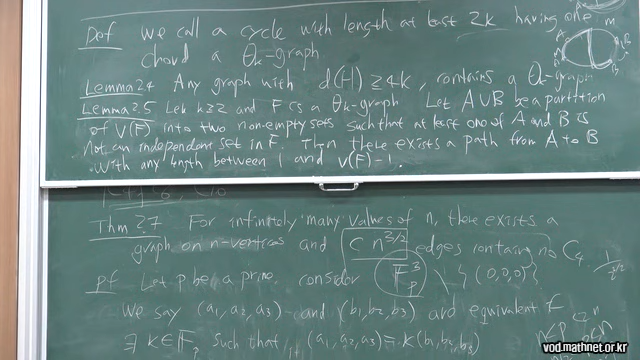 Def We call a cycle with length at least 2k having one
chord a Θk-graph
Lemma 2.4 Any graph with d(H) ≥ 4k, contains a Θk-graph
Lemma 2.5 Let k≥2 and F is a Θk-graph Let A∪B be a partition
of V(F) into two nonempty sets such that at least one of A and B is
not an independent set in F. Then there exists a path from A to B
with any length between 1 and v(F)-1.
Thm 2.7 For infinitely many values of n, there exists a
graph on n-vertices and c n^{3/2} edges containing no C4.
pf Let p be a prime. consider F_p^3 \ {(0,0,0)}
We say (a1, a2, a3) and (b1, b2, b3) are equivalent if
∃ k∈F_p such that (a1, a2, a3) = k(b1, b2, b3)
vod.mathnet.or.kr